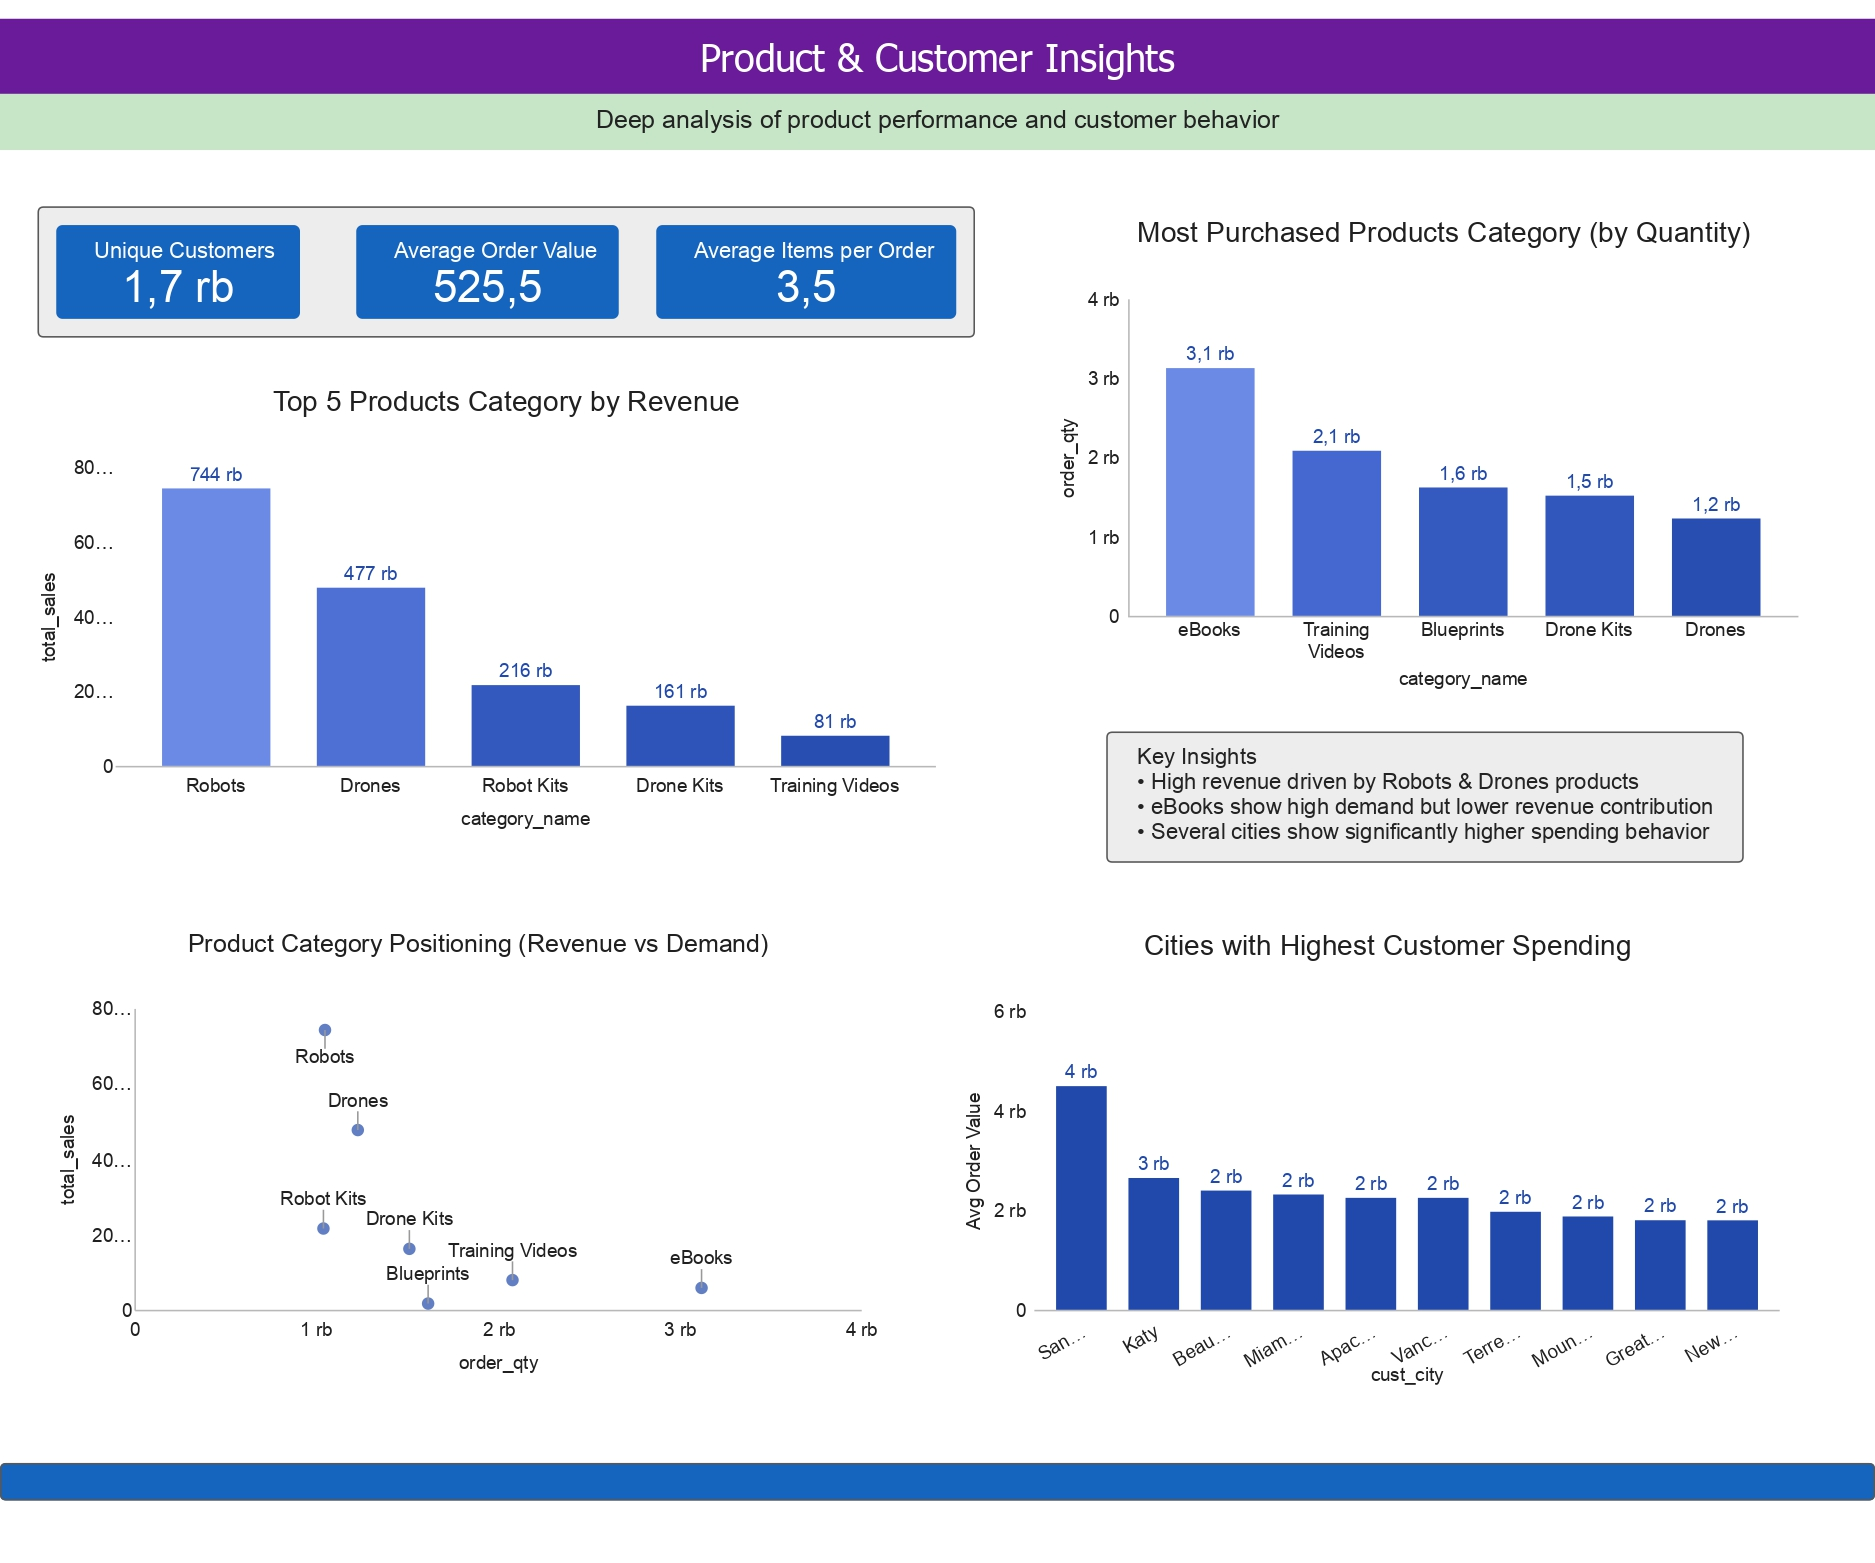 Product & Customer Insights
Deep analysis of product performance and customer behavior
Unique Customers
1,7 rb
Average Order Value
525,5
Average Items per Order
3,5
Top 5 Products Category by Revenue
total_sales
80…
60…
40…
20…
0
744 rb
477 rb
216 rb
161 rb
81 rb
Robots
Drones
Robot Kits
Drone Kits
Training Videos
category_name
Most Purchased Products Category (by Quantity)
order_qty
4 rb
3 rb
2 rb
1 rb
0
3,1 rb
2,1 rb
1,6 rb
1,5 rb
1,2 rb
eBooks
Training
Videos
Blueprints
Drone Kits
Drones
category_name
Key Insights
• High revenue driven by Robots & Drones products
• eBooks show high demand but lower revenue contribution
• Several cities show significantly higher spending behavior
Product Category Positioning (Revenue vs Demand)
total_sales
80…
60…
40…
20…
0
Robots
Drones
Robot Kits
Drone Kits
Training Videos
Blueprints
eBooks
0
1 rb
2 rb
3 rb
4 rb
order_qty
Cities with Highest Customer Spending
Avg Order Value
6 rb
4 rb
2 rb
0
4 rb
3 rb
2 rb
2 rb
2 rb
2 rb
2 rb
2 rb
2 rb
2 rb
San…
Katy
Beau…
Miam…
Apac…
Vanc…
Terre…
Moun…
Great…
New…
cust_city